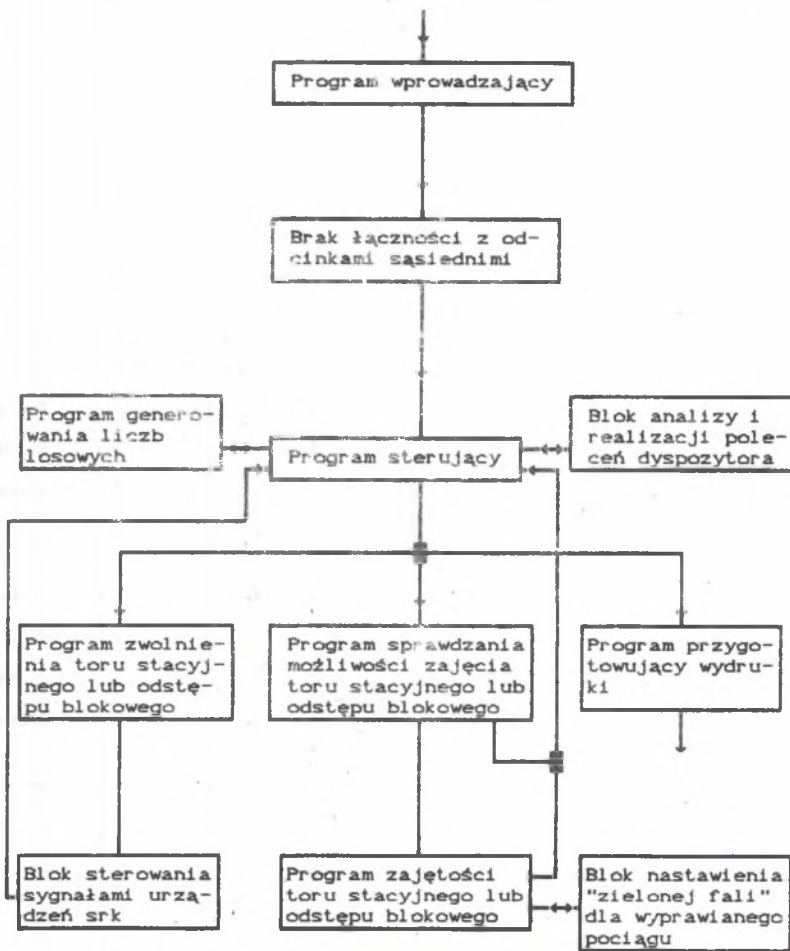 Program wprowadzający
Brak łączności z od-
cinkami sąsiednimi
Program genero-
wania liczb
losowych
Program sterujący
Blok analizy i
realizacji pole-
ceń dyspozytora
Program zwolnie-
nia toru stacyj-
nego lub odstę-
pu blokowego
Program sprawdzania
możliwości zajęcia
toru stacyjnego lub
odstępu blokowego
Program przygo-
towujący wydru-
ki
Blok sterowania
sygnałami urzą-
dzeń srk
Program zajętości
toru stacyjnego lub
odstępu blokowego
Blok nastawienia
"zielonej fali"
dla wyprawianego
pociągu